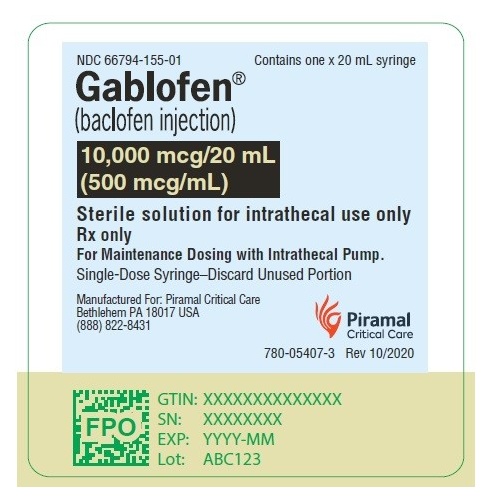 NDC 66794-155-01 Contains one x 20 mL syringe
Gablofen®
(baclofen injection)
10,000 mcg/20 mL
(500 mcg/mL)
Sterile solution for intrathecal use only
Rx only
For Maintenance Dosing with Intrathecal Pump.
Single-Dose Syringe–Discard Unused Portion
Manufactured For: Piramal Critical Care
Bethlehem PA 18017 USA
(888) 822-8431
Piramal
Critical Care
780-05407-3 Rev 10/2020
FPO
GTIN: XXXXXXXXXXXXXX
SN: XXXXXXXX
EXP: YYYY-MM
Lot: ABC123